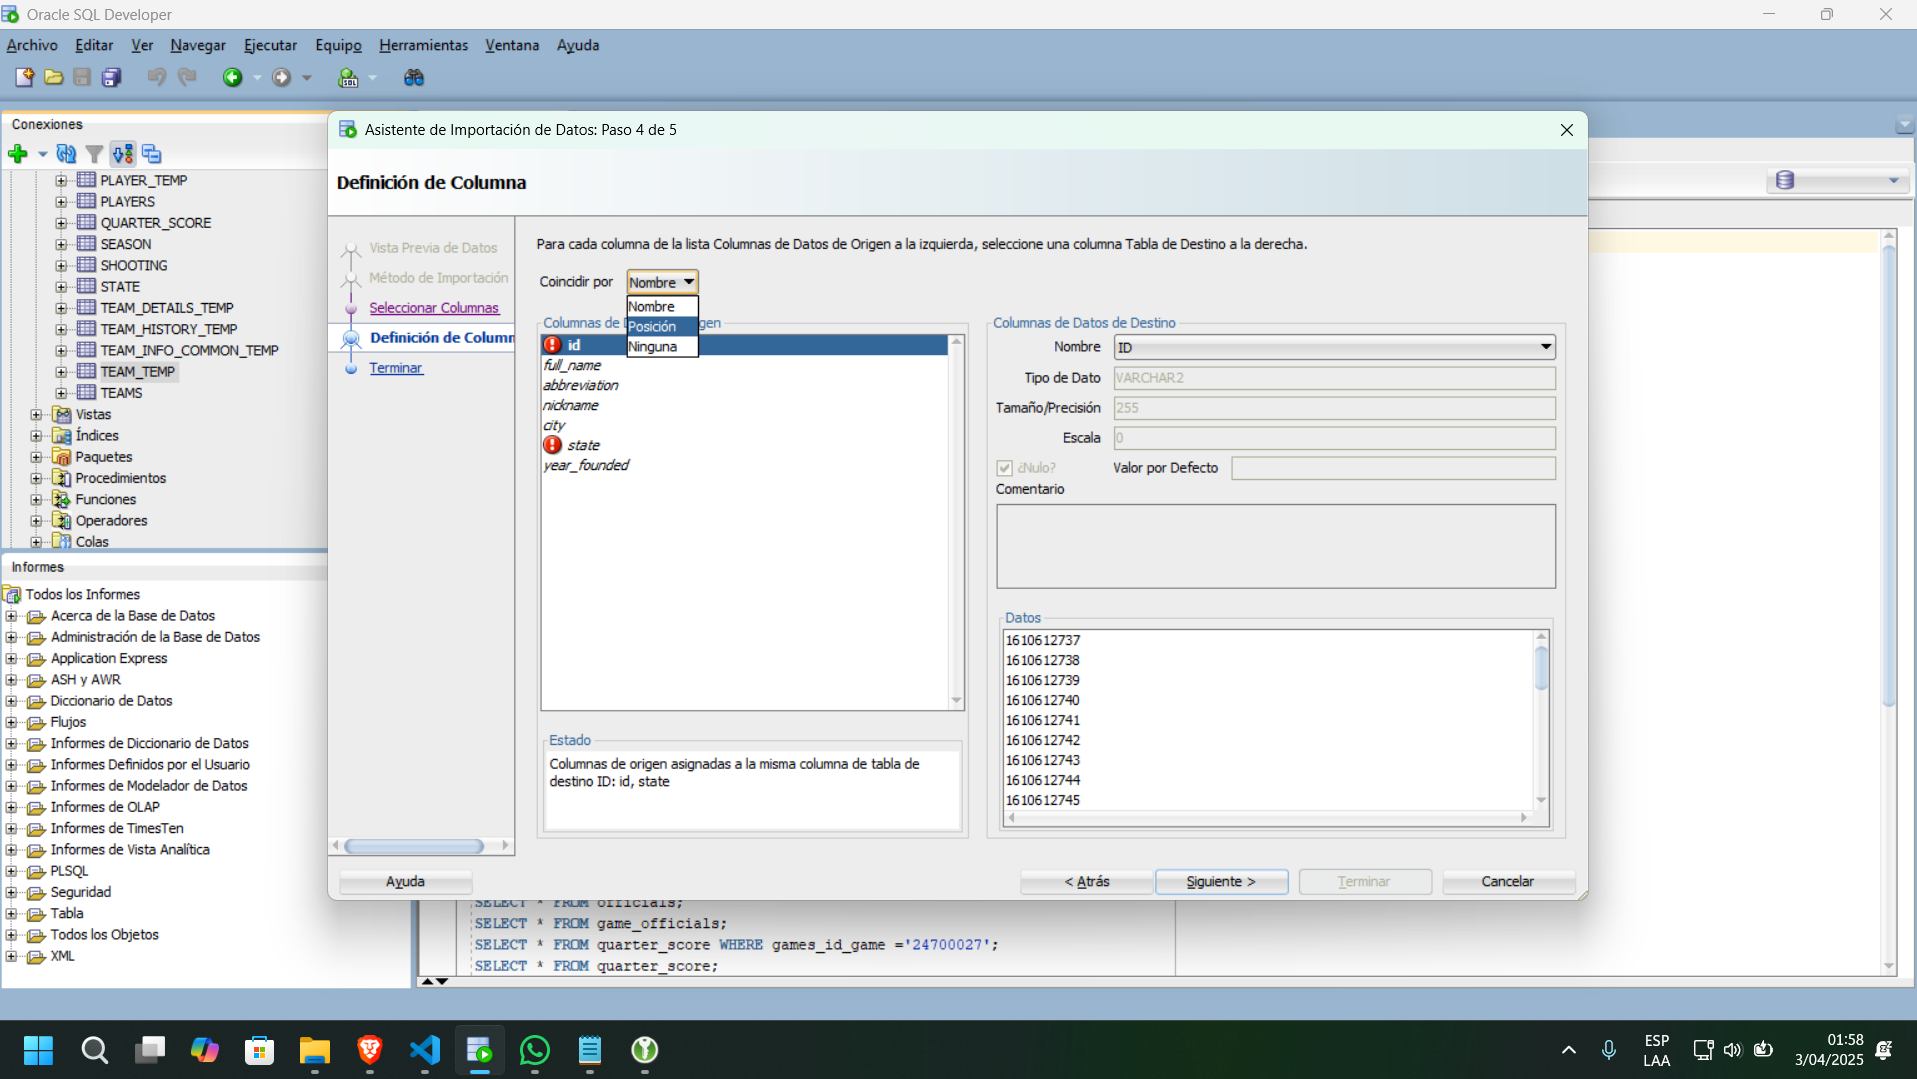 Oracle SQL Developer
Archivo Editar Ver Navegar Ejecutar Equipo Herramientas Ventana Ayuda
Conexiones
PLAYER_TEMP
PLAYERS
QUARTER_SCORE
SEASON
SHOOTING
STATE
TEAM_DETAILS_TEMP
TEAM_HISTORY_TEMP
TEAM_INFO_COMMON_TEMP
TEAM_TEMP
TEAMS
Vistas
Índices
Paquetes
Procedimientos
Funciones
Operadores
Colas
Informes
Todos los Informes
Acerca de la Base de Datos
Administración de la Base de Datos
Application Express
ASH y AWR
Diccionario de Datos
Flujos
Informes de Diccionario de Datos
Informes Definidos por el Usuario
Informes de Modelador de Datos
Informes de OLAP
Informes de TimesTen
Informes de Vista Analítica
PLSQL
Seguridad
Tabla
Todos los Objetos
XML
Asistente de Importación de Datos: Paso 4 de 5
Definición de Columna
Vista Previa de Datos
Método de Importación
Seleccionar Columnas
Definición de Column
Terminar
Para cada columna de la lista Columnas de Datos de Origen a la izquierda, seleccione una columna Tabla de Destino a la derecha.
Coincidir por Nombre
Nombre
Posición
Ninguna
Columnas de D gen
id
full_name
abbreviation
nickname
city
state
year_founded
Estado
Columnas de origen asignadas a la misma columna de tabla de
destino ID: id, state
Columnas de Datos de Destino
Nombre ID
Tipo de Dato VARCHAR2
Tamaño/Precisión 255
Escala 0
¿Nulo? Valor por Defecto
Comentario
Datos
1610612737
1610612738
1610612739
1610612740
1610612741
1610612742
1610612743
1610612744
1610612745
Ayuda < Atrás Siguiente > Terminar Cancelar
SELECT * FROM officials;
SELECT * FROM game_officials;
SELECT * FROM quarter_score WHERE games_id_game ='24700027';
SELECT * FROM quarter_score;
SQL
ESP
LAA
01:58
3/04/2025